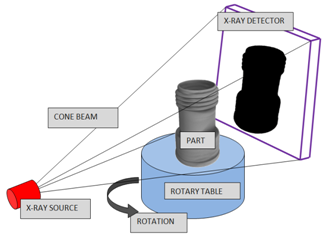 X-RAY DETECTOR
CONE BEAM
PART
ROTARY TABLE
X-RAY SOURCE
ROTATION